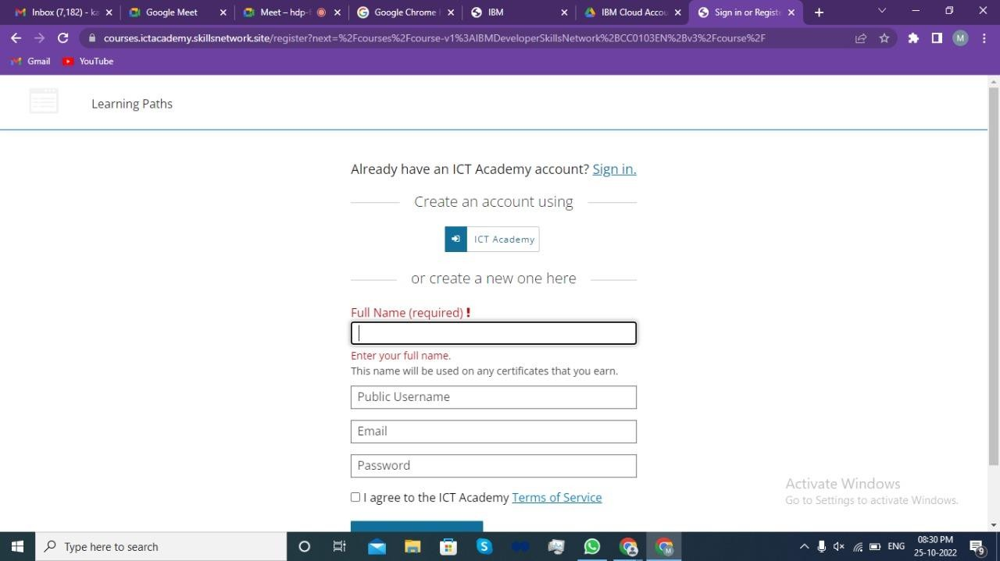 Inbox (7,182) - ka
Google Meet
Meet – hdp-f
Google Chrome
IBM
IBM Cloud Accou
Sign in or Registe
courses.ictacademy.skillsnetwork.site/register?next=%2Fcourses%2Fcourse-v1%3AIBMDeveloperSkillsNetwork%2BCC0103EN%2Bv3%2Fcourse%2F
M
Gmail
YouTube
Learning Paths
Already have an ICT Academy account? Sign in.
Create an account using
ICT Academy
or create a new one here
Full Name (required) !
Enter your full name.
This name will be used on any certificates that you earn.
Public Username
Email
Password
I agree to the ICT Academy Terms of Service
Activate Windows
Go to Settings to activate Windows.
Type here to search
ENG
08:30 PM
25-10-2022
9